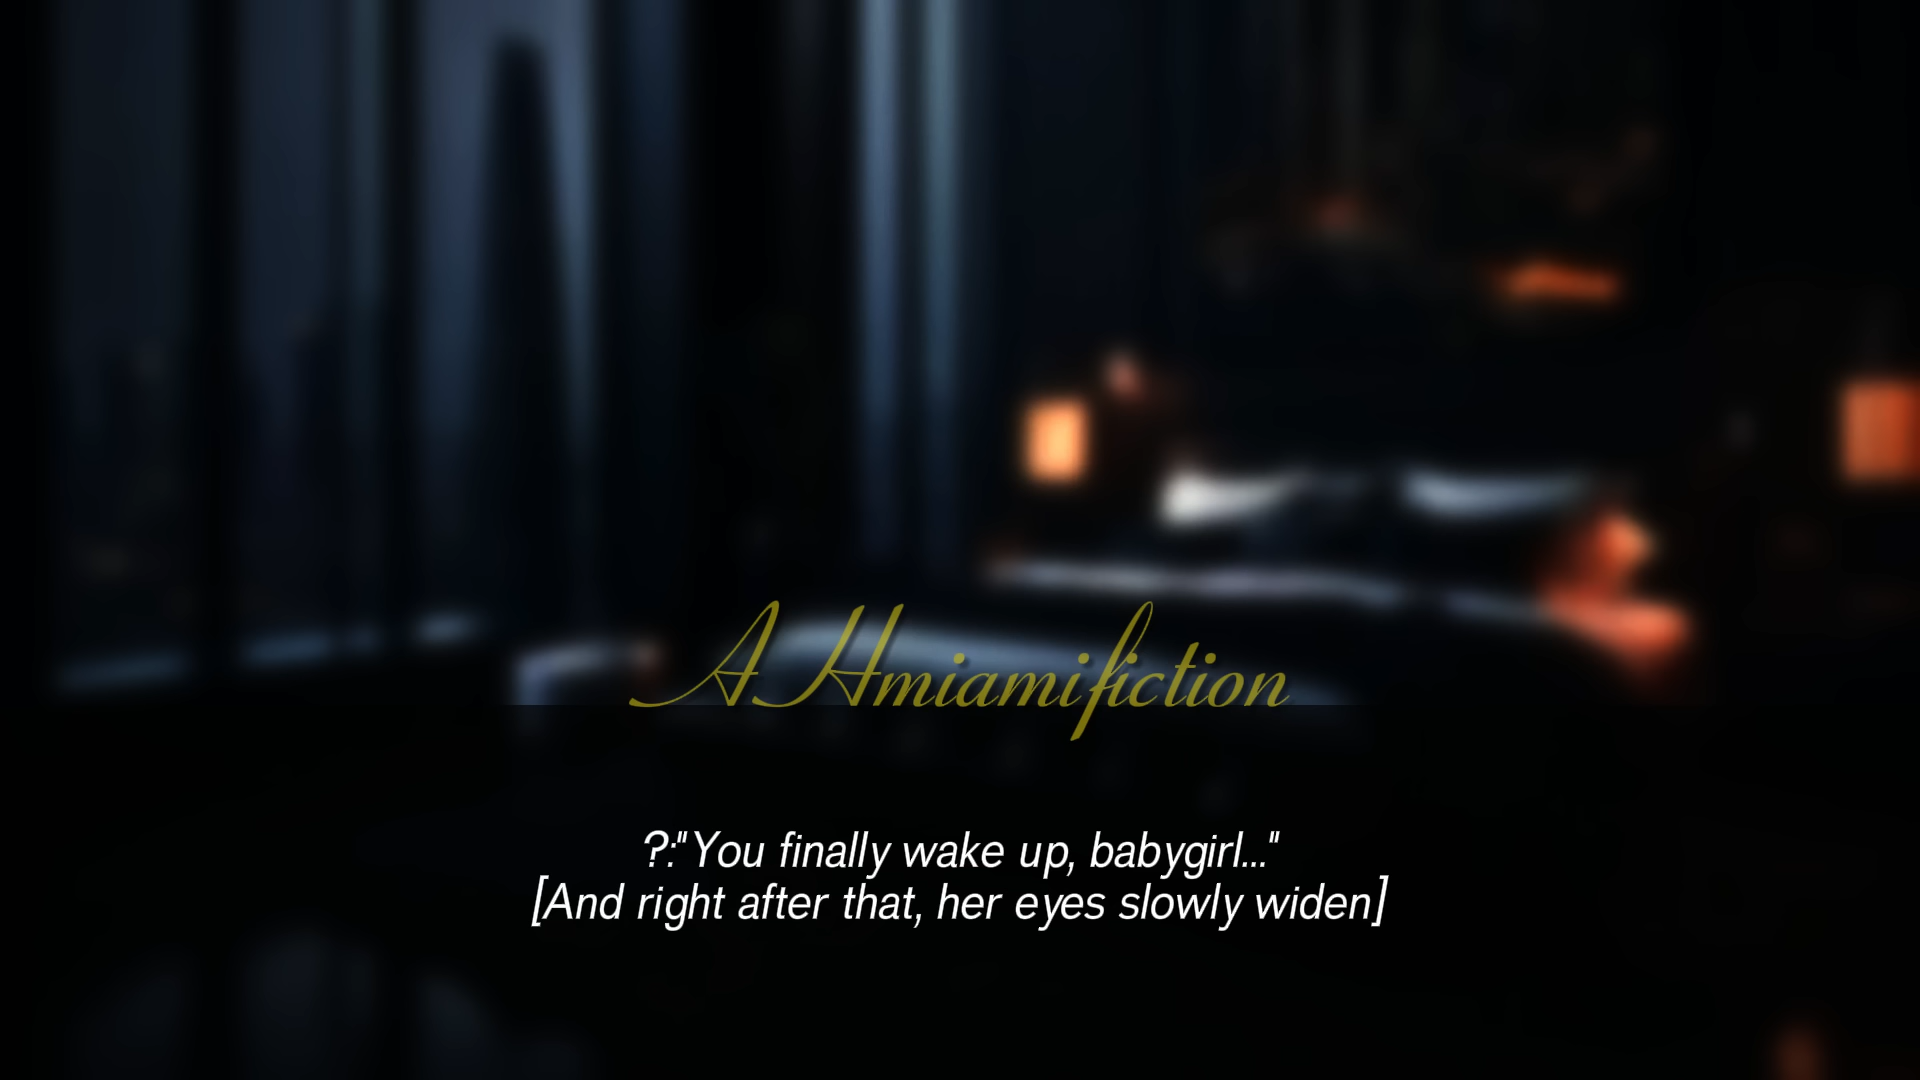 AHmiamifiction
?:"You finally wake up, babygirl..."
[And right after that, her eyes slowly widen]